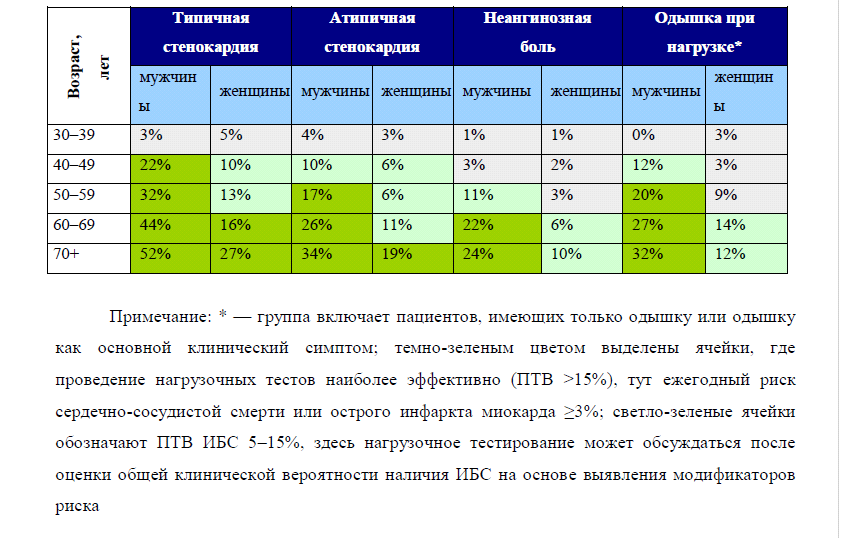 Возраст, лет
Типичная стенокардия
Атипичная стенокардия
Неангинозная боль
Одышка при нагрузке*
мужчины женщины мужчины женщины мужчины женщины мужчины женщины
30–39 3% 5% 4% 3% 1% 1% 0% 3%
40–49 22% 10% 10% 6% 3% 2% 12% 3%
50–59 32% 13% 17% 6% 11% 3% 20% 9%
60–69 44% 16% 26% 11% 22% 6% 27% 14%
70+ 52% 27% 34% 19% 24% 10% 32% 12%
Примечание: * — группа включает пациентов, имеющих только одышку или одышку
как основной клинический симптом; темно-зеленым цветом выделены ячейки, где
проведение нагрузочных тестов наиболее эффективно (ПТВ >15%), тут ежегодный риск
сердечно-сосудистой смерти или острого инфаркта миокарда ≥3%; светло-зеленые ячейки
обозначают ПТВ ИБС 5–15%, здесь нагрузочное тестирование может обсуждаться после
оценки общей клинической вероятности наличия ИБС на основе выявления модификаторов
риска